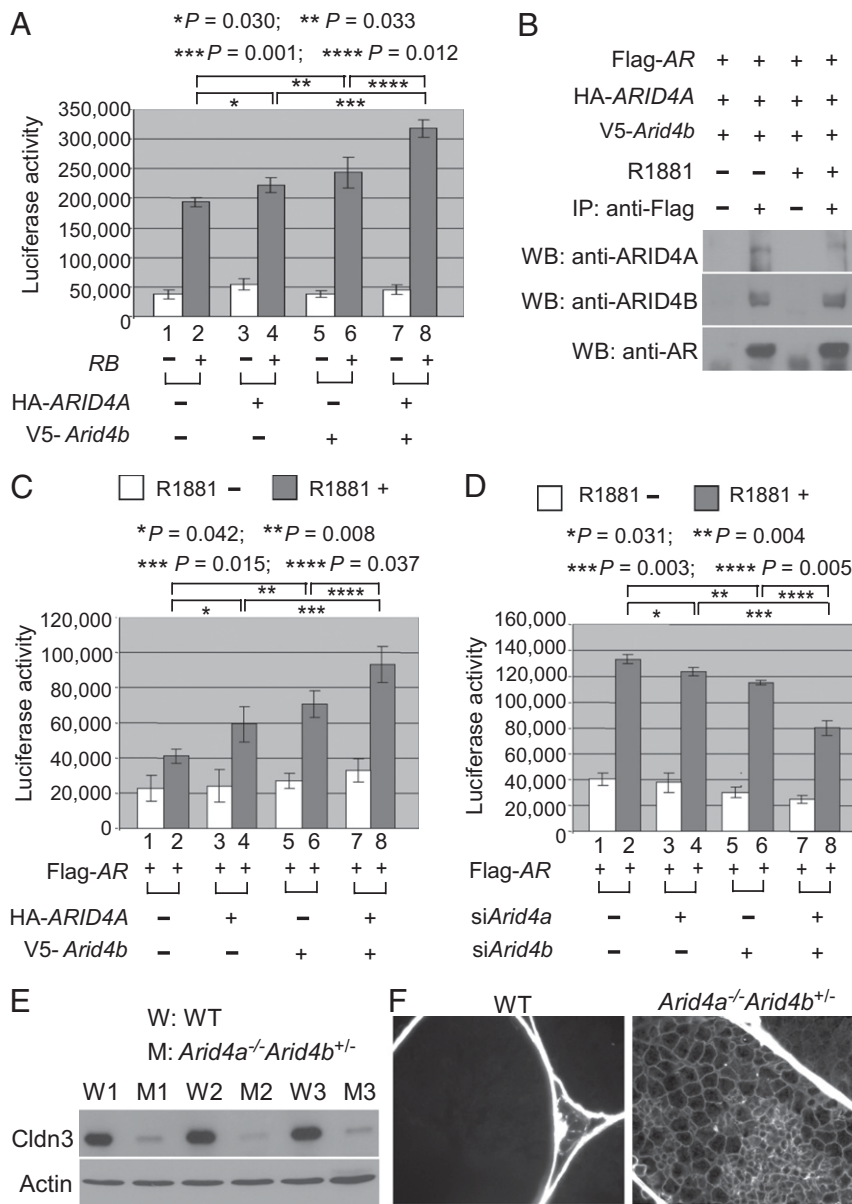 A
*P = 0.030; ** P = 0.033
***P = 0.001; **** P = 0.012
** ****
* ***
Luciferase activity
350,000
300,000
250,000
200,000
150,000
100,000
50,000
0
1 2 3 4 5 6 7 8
RB − + − + − + − +
HA-ARID4A − + − +
V5- Arid4b − − + +
B
Flag-AR + + + +
HA-ARID4A + + + +
V5-Arid4b + + + +
R1881 − − + +
IP: anti-Flag − + − +
WB: anti-ARID4A
WB: anti-ARID4B
WB: anti-AR
C
R1881 − R1881 +
*P = 0.042; **P = 0.008
*** P = 0.015; **** P = 0.037
** ****
* ***
Luciferase activity
120,000
100,000
80,000
60,000
40,000
20,000
0
1 2 3 4 5 6 7 8
Flag-AR + + + + + + + +
HA-ARID4A − + − +
V5- Arid4b − − + +
D
R1881 − R1881 +
*P = 0.031; **P = 0.004
***P = 0.003; **** P = 0.005
** ****
* ***
Luciferase activity
160,000
140,000
120,000
100,000
80,000
60,000
40,000
20,000
0
1 2 3 4 5 6 7 8
Flag-AR + + + + + + + +
siArid4a − + − +
siArid4b − − + +
E
W: WT
M: Arid4a-/-Arid4b+/-
W1 M1 W2 M2 W3 M3
Cldn3
Actin
F
WT Arid4a-/-Arid4b+/-